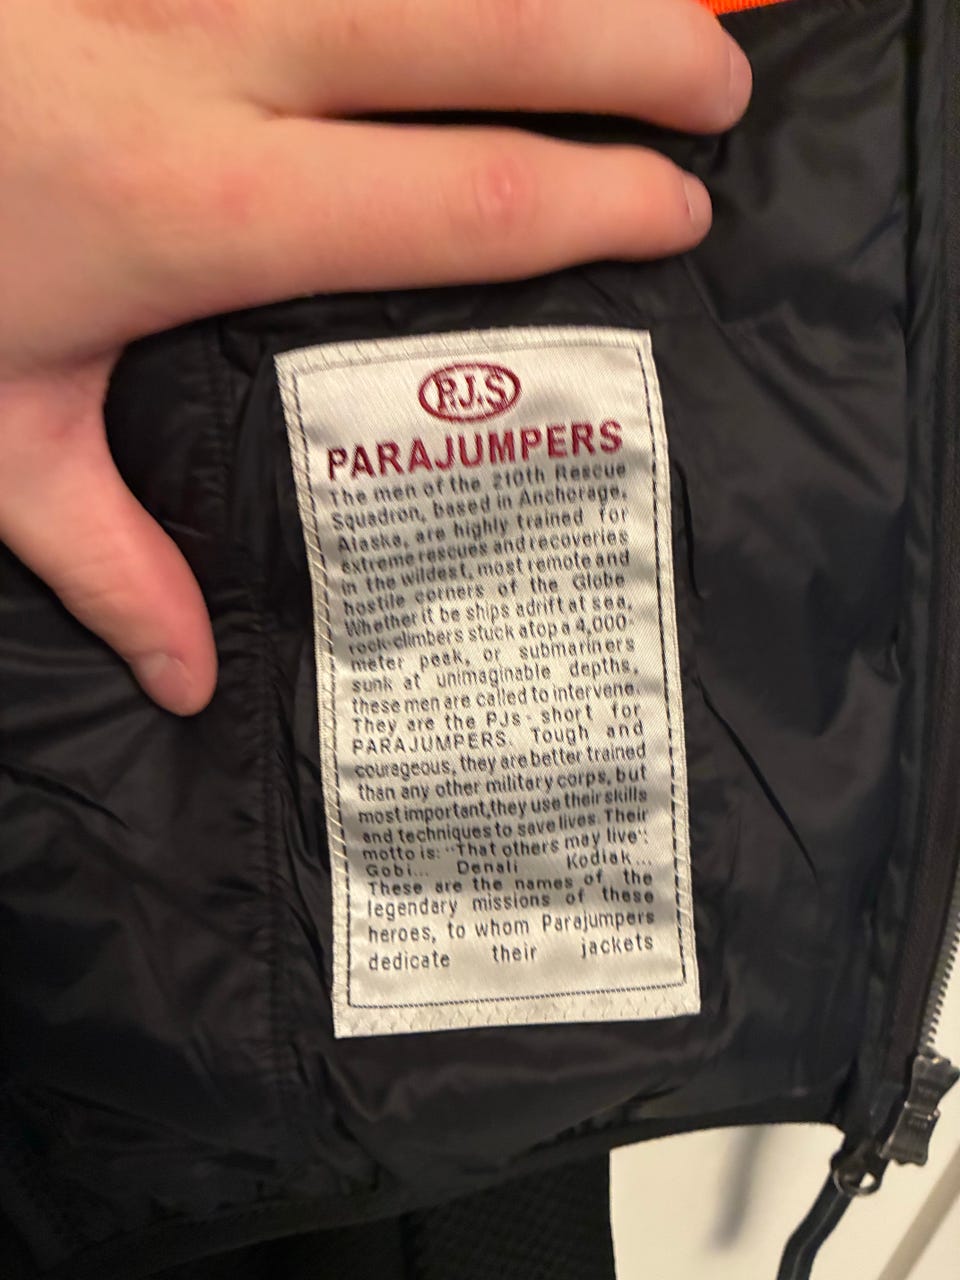 P.J.S
PARAJUMPERS
The men of the 210th Rescue
Squadron, based in Anchorage,
Alaska, are highly trained for
extreme rescues and recoveries
in the wildest, most remote and
hostile corners of the Globe
Whether it be ships adrift at sea,
rock-climbers stuck atop a 4,000-
meter peak, or submariners
sunk at unimaginable depths,
these men are called to intervene.
They are the PJs - short for
PARAJUMPERS. Tough and
courageous, they are better trained
than any other military corps, but
most important,they use their skills
and techniques to save lives. Their
motto is: "That others may live".
Gobi... Denali Kodiak...
These are the names of the
legendary missions of these
heroes, to whom Parajumpers
dedicate their jackets